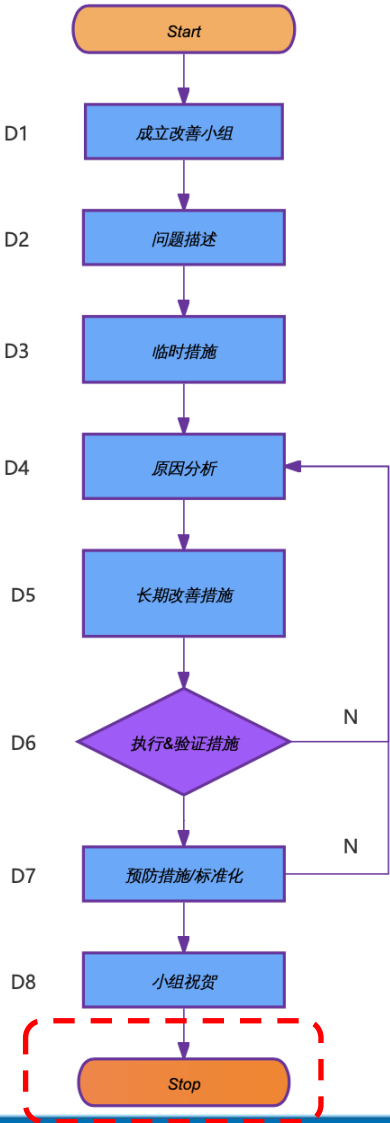 Start
D1 成立改善小组
D2 问题描述
D3 临时措施
D4 原因分析
D5 长期改善措施
N
D6 执行&验证措施
N
D7 预防措施/标准化
D8 小组祝贺
Stop